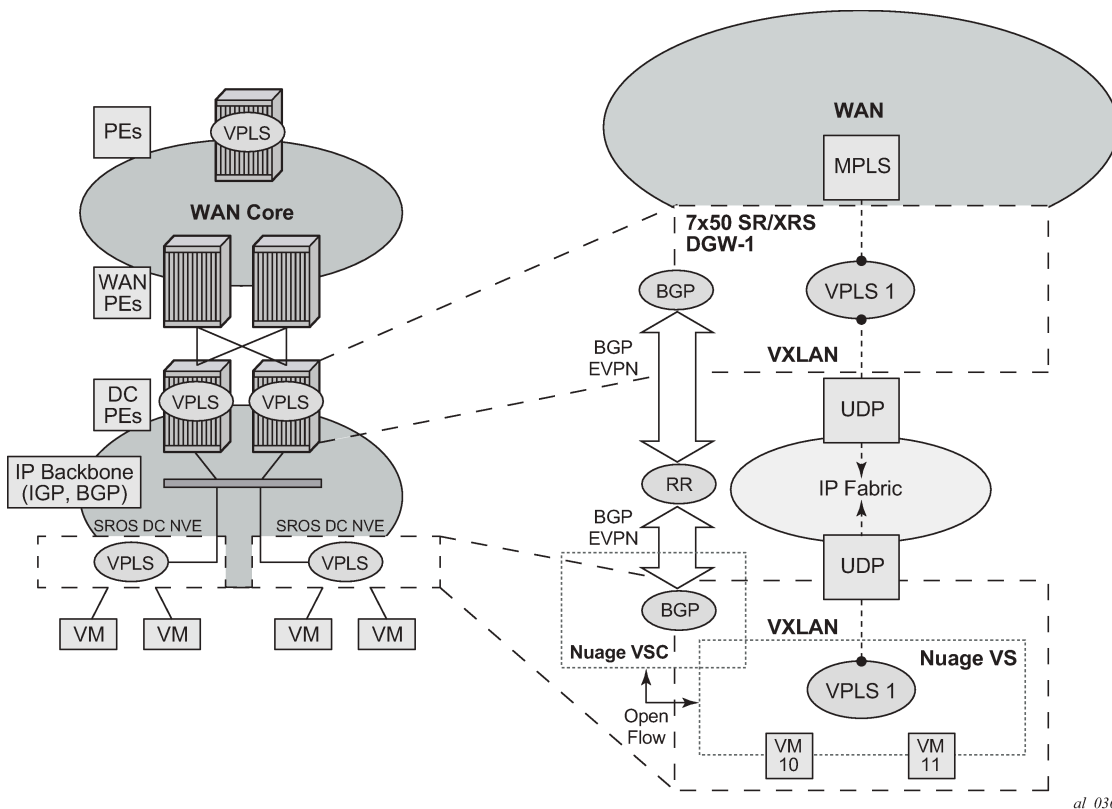 PEs
VPLS
WAN Core
WAN
PEs
DC
PEs
VPLS
VPLS
IP Backbone
(IGP, BGP)
SROS DC NVE
SROS DC NVE
VPLS
VPLS
VM
VM
VM
VM
WAN
MPLS
7x50 SR/XRS
DGW-1
BGP
VPLS 1
BGP
EVPN
VXLAN
UDP
RR
IP Fabric
BGP
EVPN
UDP
BGP
VXLAN
Nuage VSC
Nuage VS
VPLS 1
Open
Flow
VM
10
VM
11